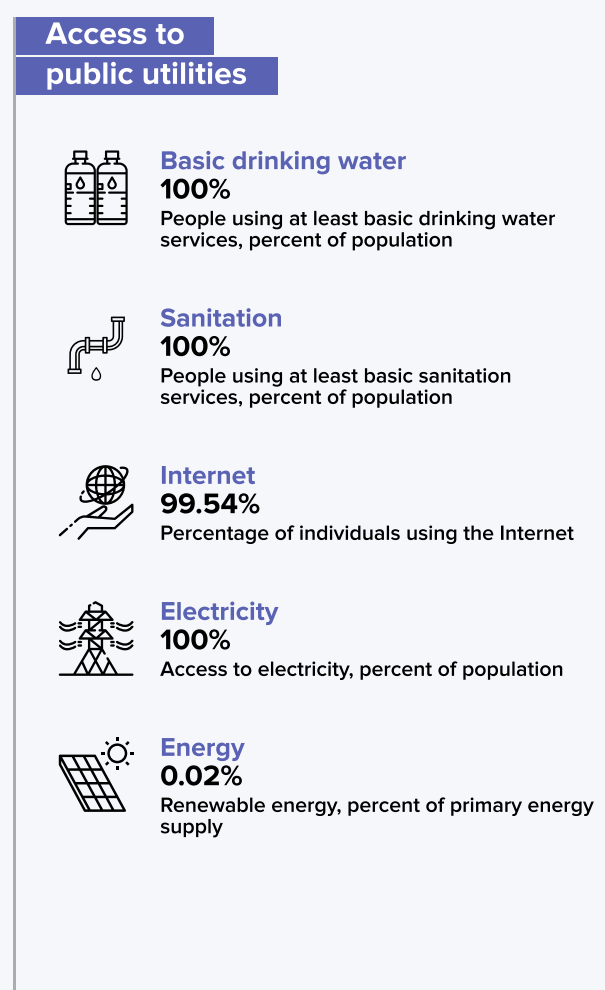 Access to
public utilities
Basic drinking water
100%
People using at least basic drinking water
services, percent of population
Sanitation
100%
People using at least basic sanitation
services, percent of population
Internet
99.54%
Percentage of individuals using the Internet
Electricity
100%
Access to electricity, percent of population
Energy
0.02%
Renewable energy, percent of primary energy
supply